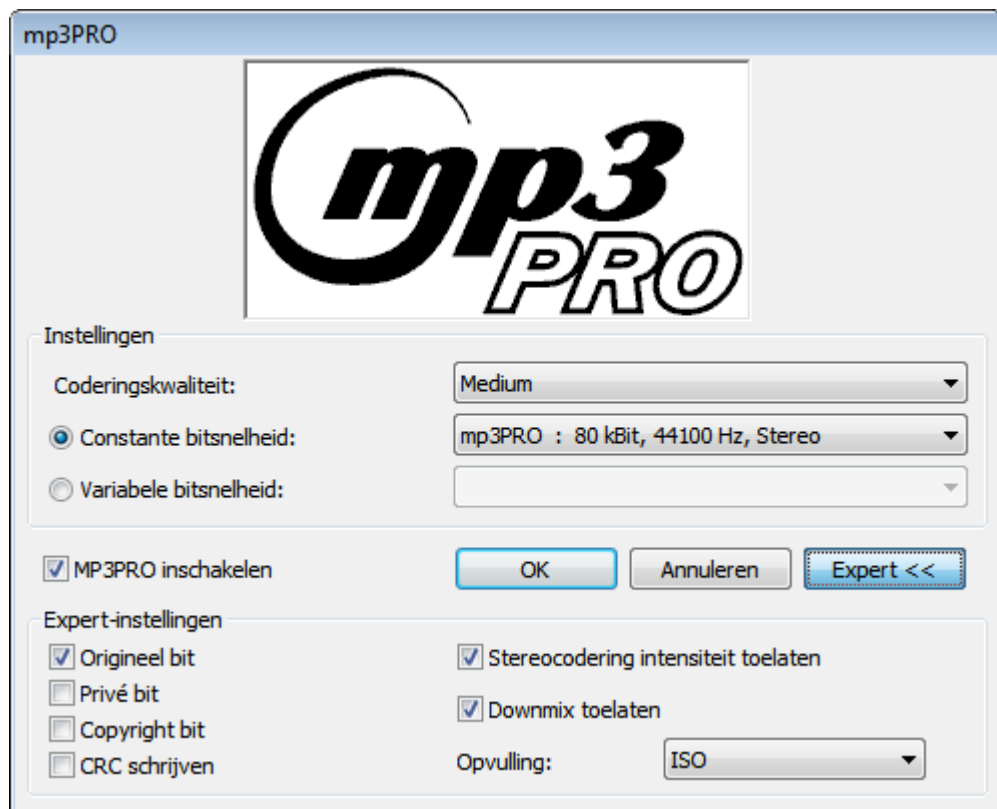 mp3PRO
mp3
PRO
Instellingen
Coderingskwaliteit: Medium
Constante bitsnelheid: mp3PRO : 80 kBit, 44100 Hz, Stereo
Variabele bitsnelheid:
MP3PRO inschakelen OK Annuleren Expert <<
Expert-instellingen
Origineel bit Stereocodering intensiteit toelaten
Privé bit
Downmix toelaten
Copyright bit
CRC schrijven Opvulling: ISO